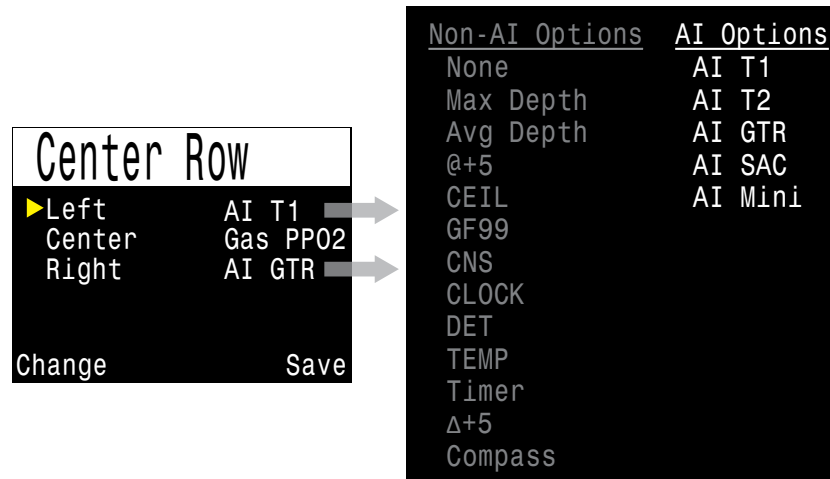 Center Row
Left AI T1
Center Gas PPO2
Right AI GTR
Change Save
Non-AI Options AI Options
None AI T1
Max Depth AI T2
Avg Depth AI GTR
@+5 AI SAC
CEIL AI Mini
GF99
CNS
CLOCK
DET
TEMP
Timer
Δ+5
Compass